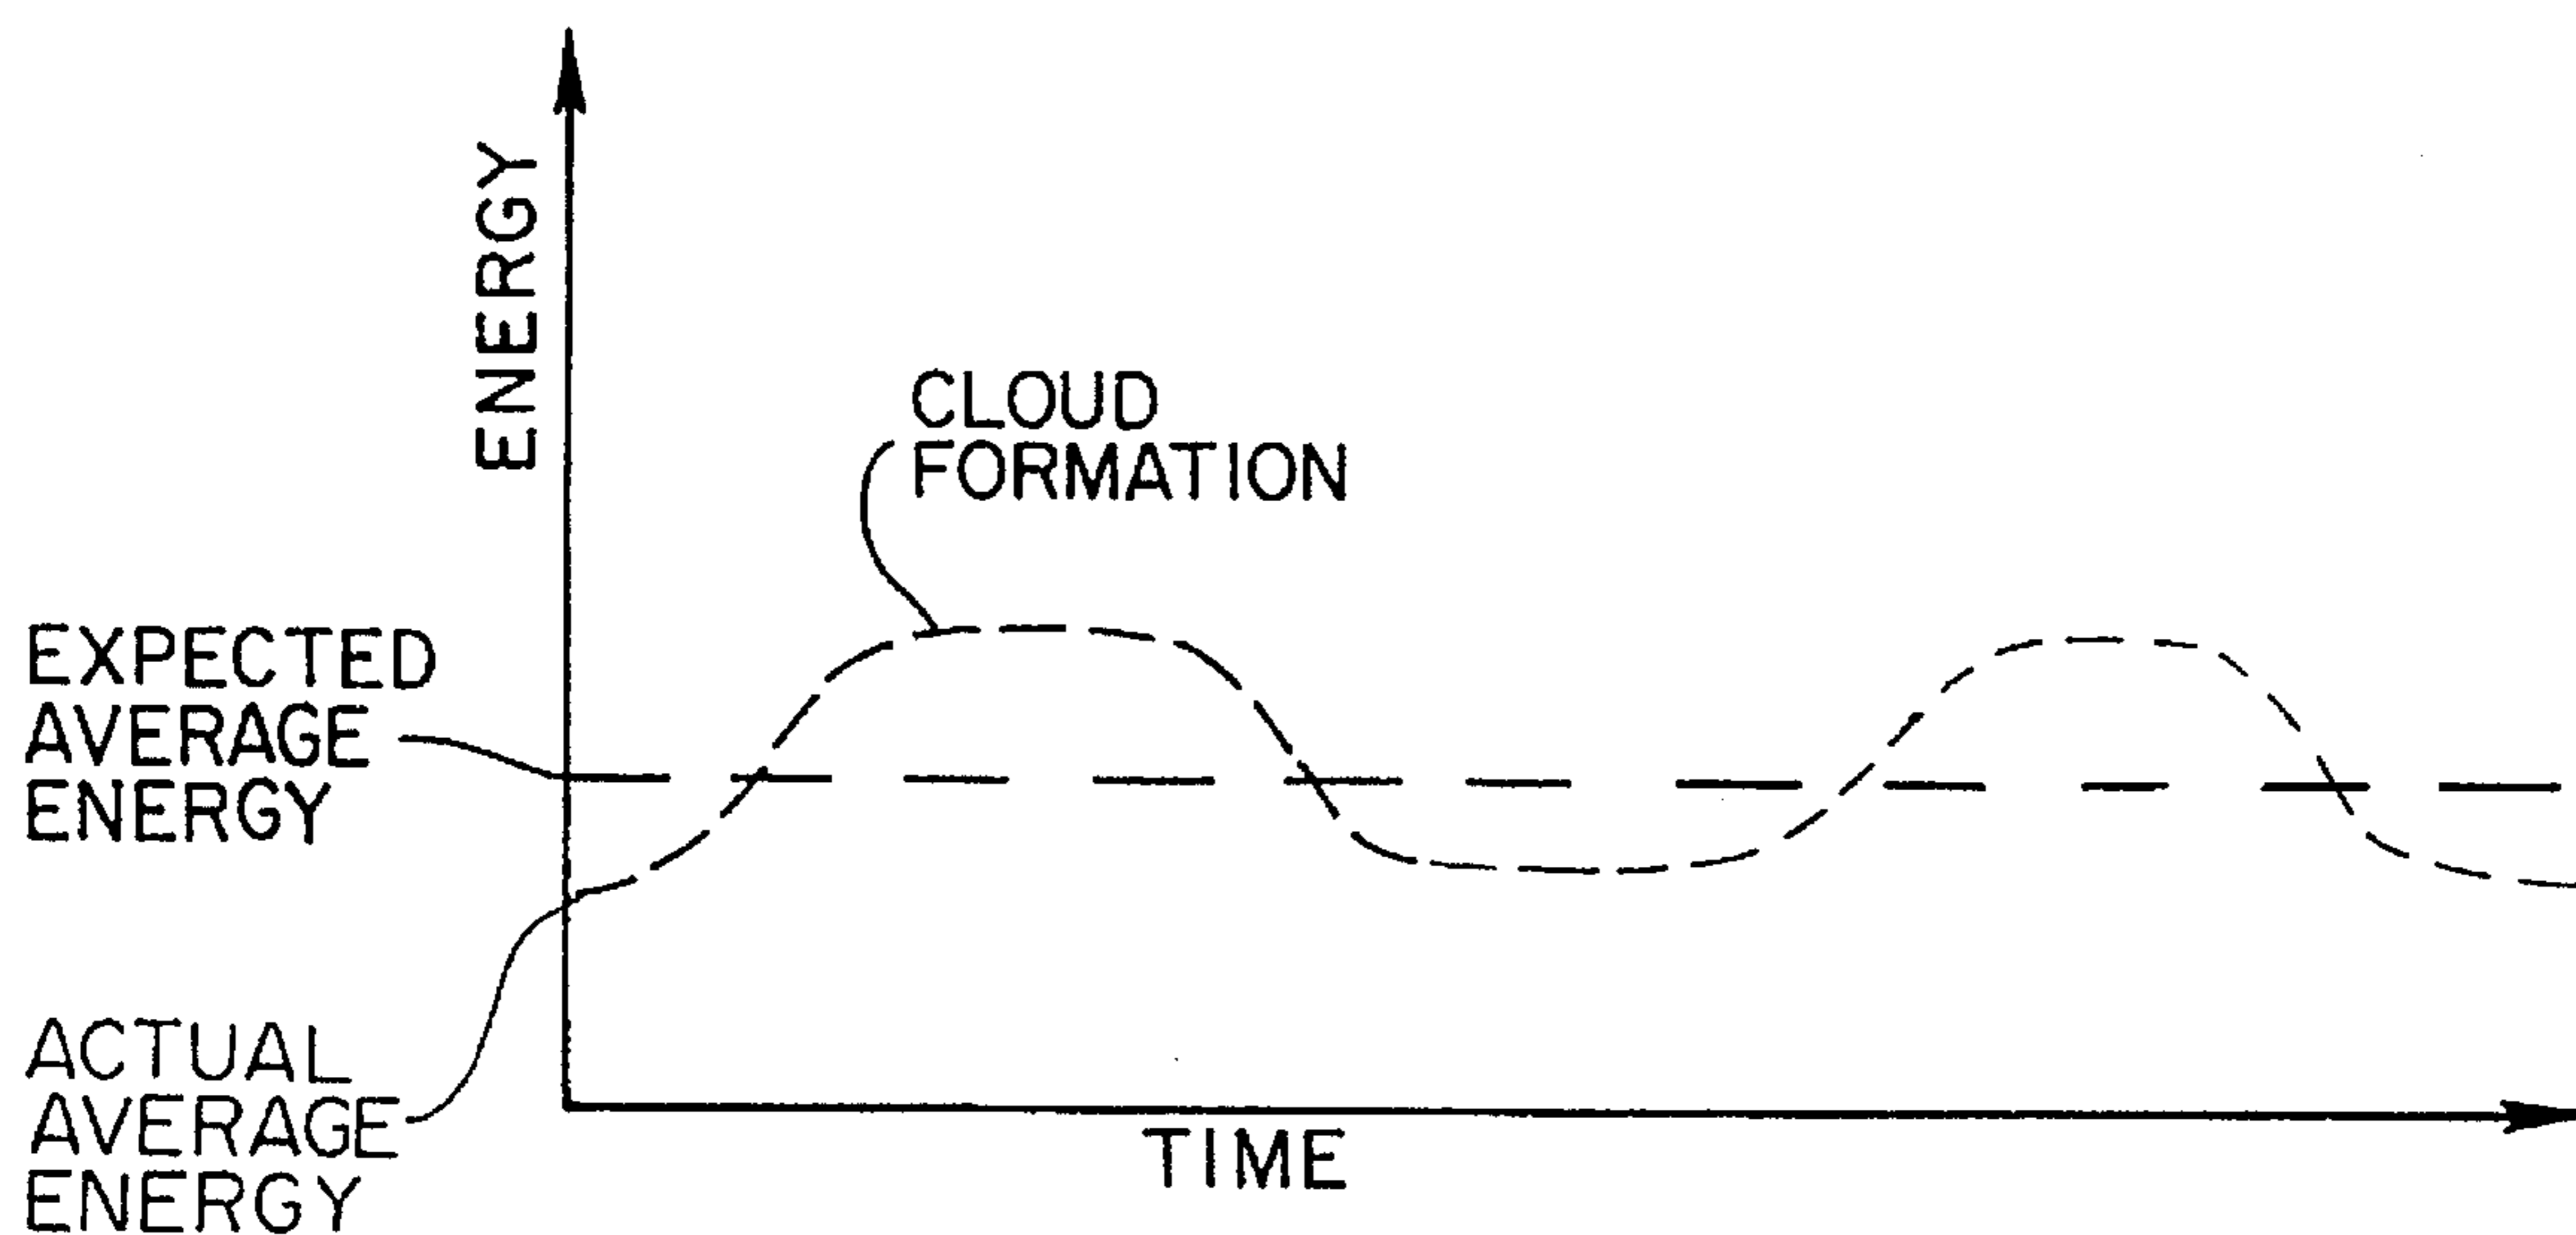 ENERGY
CLOUD
FORMATION
EXPECTED
AVERAGE
ENERGY
ACTUAL
AVERAGE
ENERGY
TIME